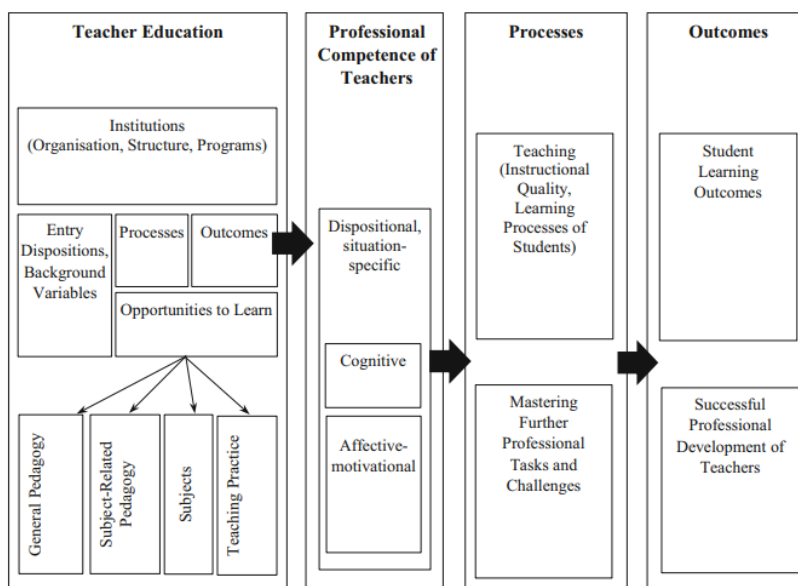 Teacher Education
Institutions
(Organisation, Structure, Programs)
Entry
Dispositions,
Background
Variables
Processes
Outcomes
Opportunities to Learn
General Pedagogy
Subject-Related
Pedagogy
Subjects
Teaching Practice
Professional
Competence of
Teachers
Dispositional,
situation-
specific
Cognitive
Affective-
motivational
Processes
Teaching
(Instructional
Quality,
Learning
Processes of
Students)
Mastering
Further
Professional
Tasks and
Challenges
Outcomes
Student
Learning
Outcomes
Successful
Professional
Development of
Teachers